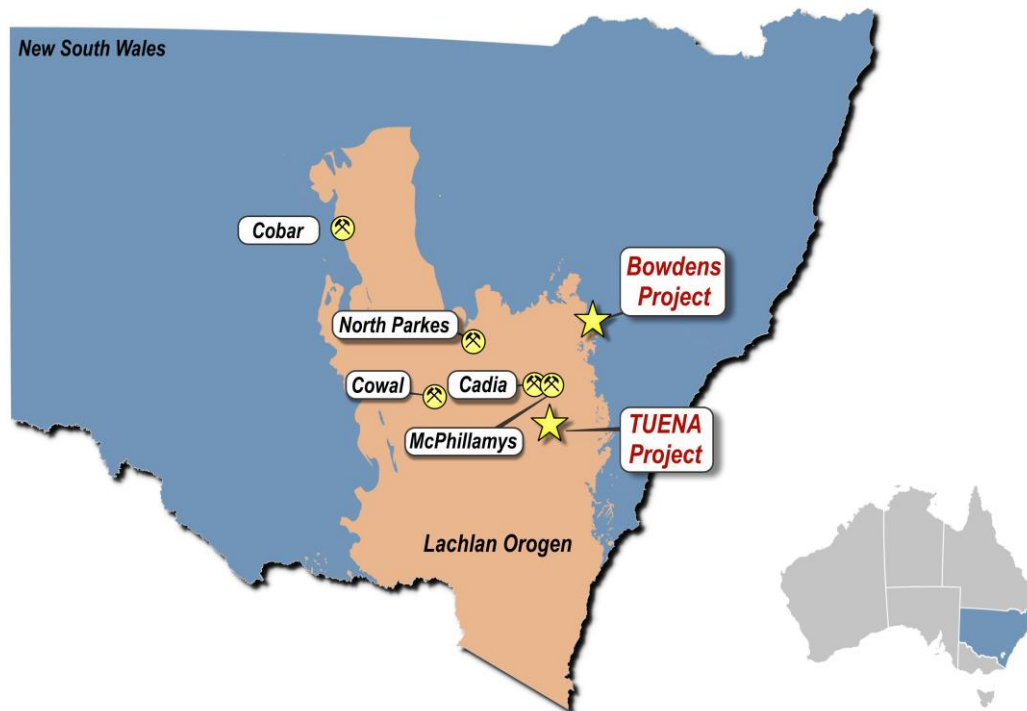 New South Wales
Cobar
Bowdens
Project
North Parkes
Cowal
Cadia
McPhillamys
TUENA
Project
Lachlan Orogen